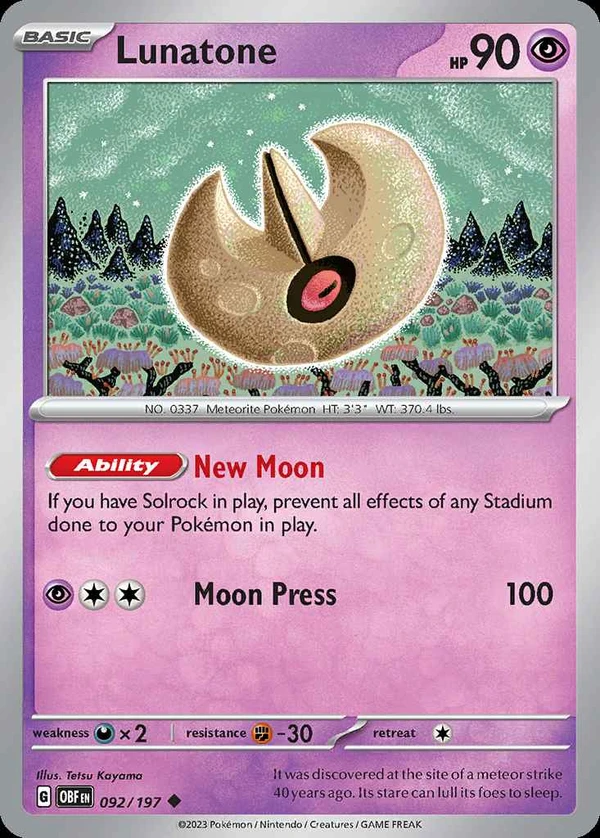 BASIC
Lunatone
HP 90
NO. 0337 Meteorite Pokémon HT: 3'3" WT: 370.4 lbs.
Ability New Moon
If you have Solrock in play, prevent all effects of any Stadium
done to your Pokémon in play.
Moon Press 100
weakness ×2 resistance -30 retreat
Illus. Tetsu Kayama
It was discovered at the site of a meteor strike
G OBF EN 092/197
40 years ago. Its stare can lull its foes to sleep.
©2023 Pokémon / Nintendo / Creatures / GAME FREAK